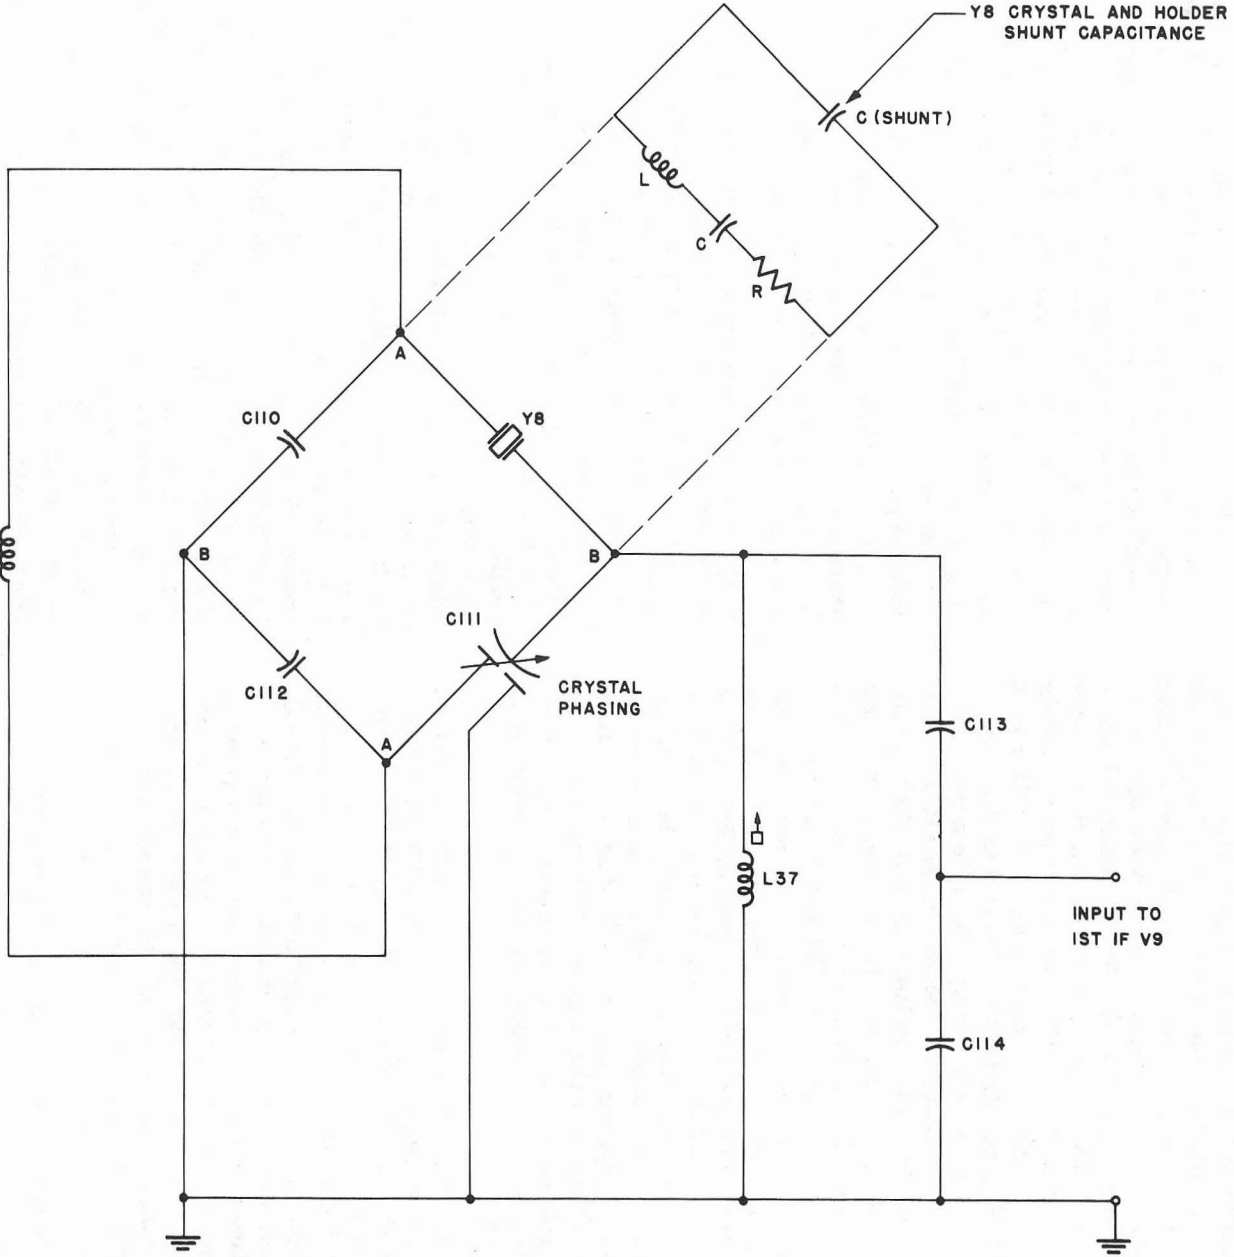 Y8 CRYSTAL AND HOLDER
SHUNT CAPACITANCE
C (SHUNT)
L
C
R
A
C110
Y8
B
B
C111
C112
CRYSTAL
PHASING
A
C113
L37
INPUT TO
1ST IF V9
C114